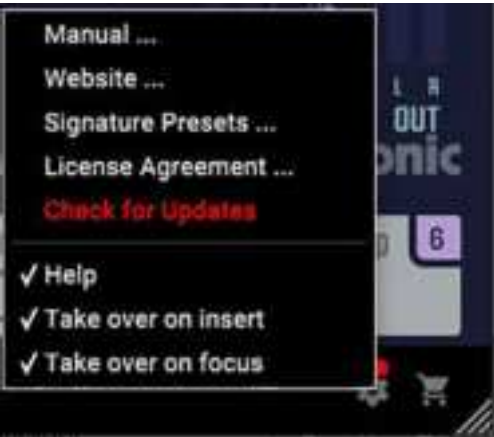 Manual ...
Website ...
Signature Presets ...
License Agreement ...
Check for Updates
✓ Help
✓ Take over on insert
✓ Take over on focus
L R
OUT
onic
6